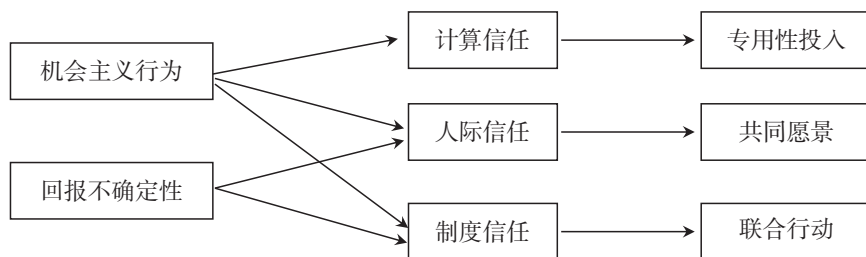 计算信任
专用性投入
机会主义行为
人际信任
共同愿景
回报不确定性
制度信任
联合行动